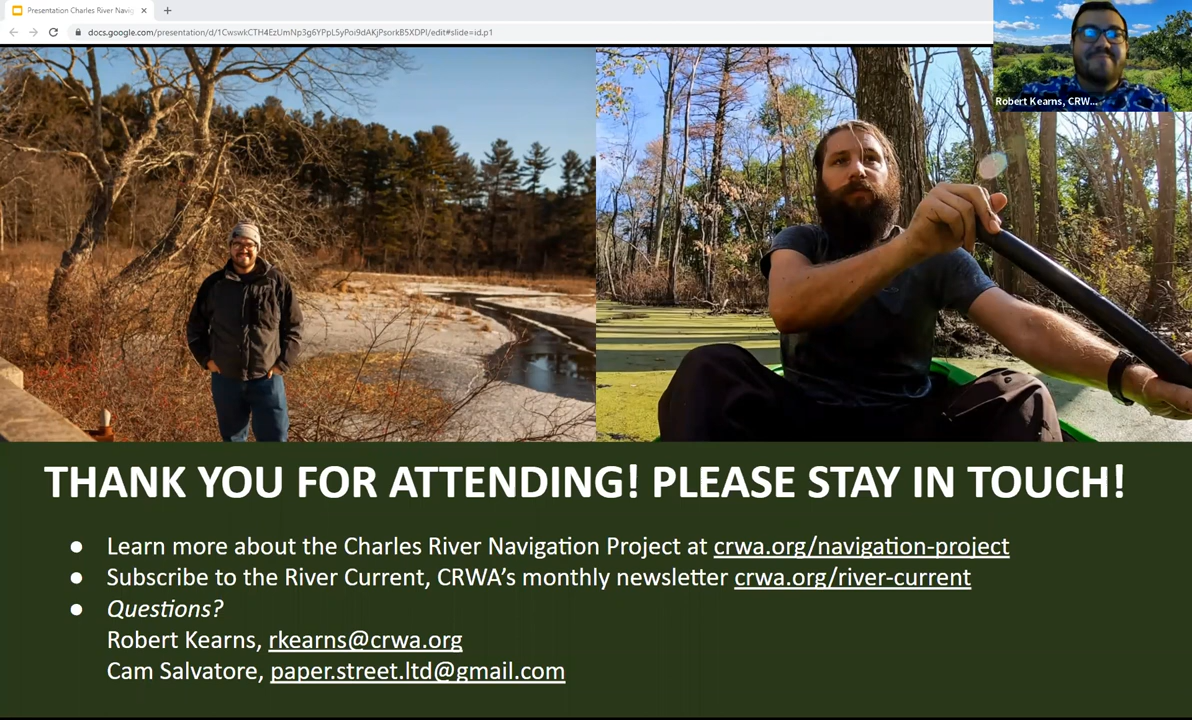 Presentation Charles River Navig
docs.google.com/presentation/d/1CwswkCTH4EzUmNp3g6YPpL5yPoi9dAKjPsorkB5XDPI/edit#slide=id.p1
Robert Kearns, CRW...
THANK YOU FOR ATTENDING! PLEASE STAY IN TOUCH!
● Learn more about the Charles River Navigation Project at crwa.org/navigation-project
● Subscribe to the River Current, CRWA's monthly newsletter crwa.org/river-current
● Questions?
Robert Kearns, rkearns@crwa.org
Cam Salvatore, paper.street.ltd@gmail.com